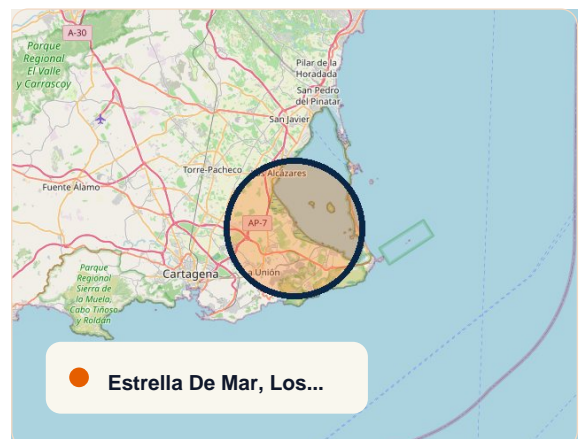 A-30
Parque
Regional
El Valle
y Carrascoy
Pilar de la
Horadada
San Pedro
del Pinatar
San Javier
Torre-Pacheco
Alcázares
Fuente Álamo
AP-7
Cartagena
La Unión
Parque
Regional
Sierra de
la Muela,
Cabo Tiñoso
y Roldán
Estrella De Mar, Los...